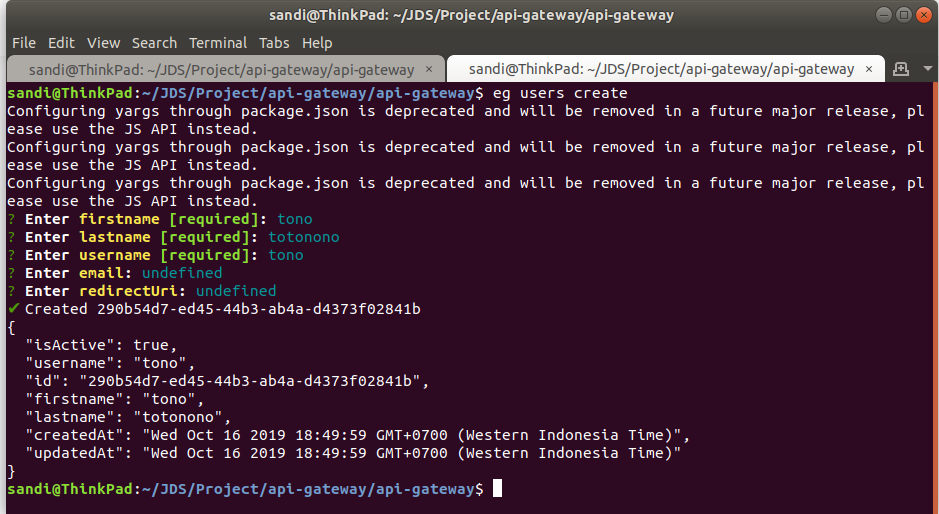 sandi@ThinkPad: ~/JDS/Project/api-gateway/api-gateway
File Edit View Search Terminal Tabs Help
sandi@ThinkPad: ~/JDS/Project/api-gateway/api-gateway × sandi@ThinkPad: ~/JDS/Project/api-gateway/api-gateway ×
sandi@ThinkPad:~/JDS/Project/api-gateway/api-gateway$ eg users create
Configuring yargs through package.json is deprecated and will be removed in a future major release, pl
ease use the JS API instead.
Configuring yargs through package.json is deprecated and will be removed in a future major release, pl
ease use the JS API instead.
Configuring yargs through package.json is deprecated and will be removed in a future major release, pl
ease use the JS API instead.
? Enter firstname [required]: tono
? Enter lastname [required]: totonono
? Enter username [required]: tono
? Enter email: undefined
? Enter redirectUri: undefined
✔ Created 290b54d7-ed45-44b3-ab4a-d4373f02841b
{
  "isActive": true,
  "username": "tono",
  "id": "290b54d7-ed45-44b3-ab4a-d4373f02841b",
  "firstname": "tono",
  "lastname": "totonono",
  "createdAt": "Wed Oct 16 2019 18:49:59 GMT+0700 (Western Indonesia Time)",
  "updatedAt": "Wed Oct 16 2019 18:49:59 GMT+0700 (Western Indonesia Time)"
}
sandi@ThinkPad:~/JDS/Project/api-gateway/api-gateway$